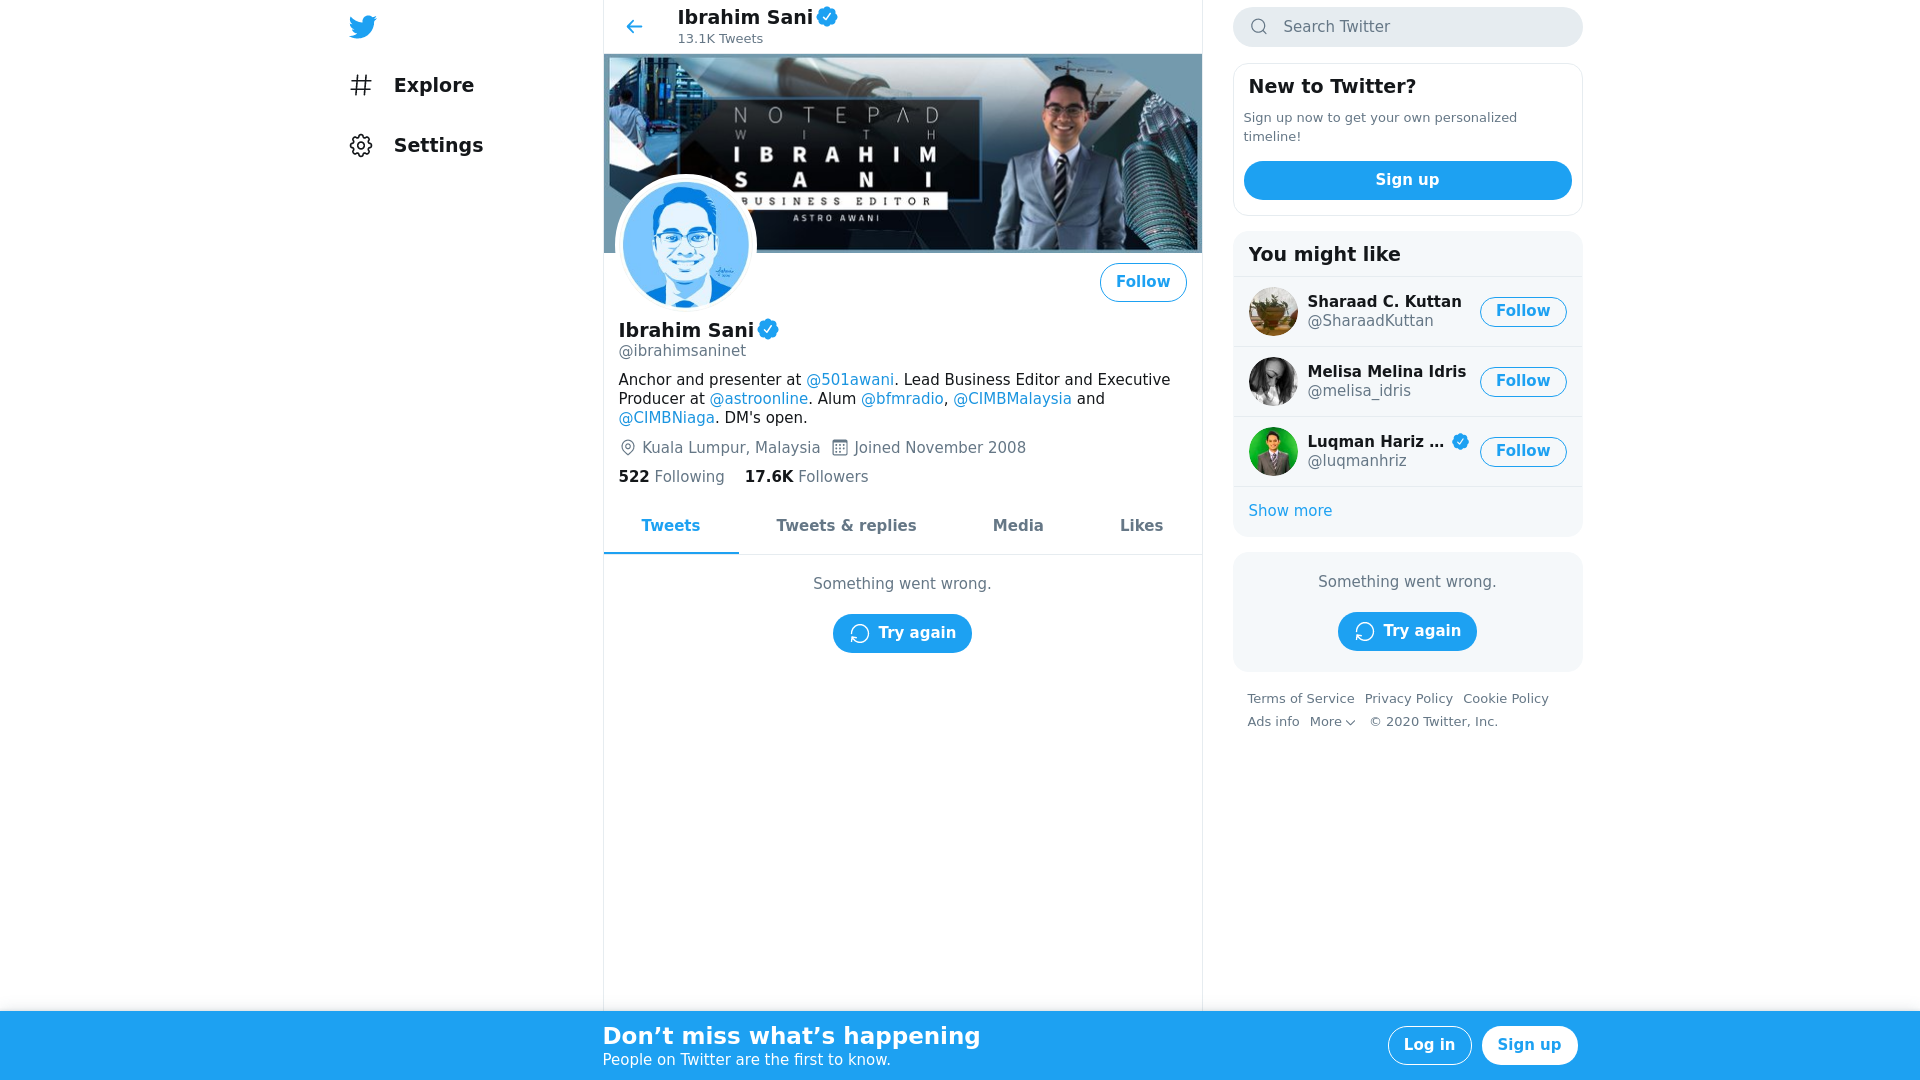 Explore
Settings
Ibrahim Sani
13.1K Tweets
NOTEPAD
WITH
IBRAHIM
SANI
BUSINESS EDITOR
ASTRO AWANI
Follow
Ibrahim Sani
@ibrahimsaninet
Anchor and presenter at @501awani. Lead Business Editor and Executive
Producer at @astroonline. Alum @bfmradio, @CIMBMalaysia and
@CIMBNiaga. DM's open.
Kuala Lumpur, Malaysia Joined November 2008
522 Following 17.6K Followers
Tweets Tweets & replies Media Likes
Something went wrong.
Try again
Search Twitter
New to Twitter?
Sign up now to get your own personalized
timeline!
Sign up
You might like
Sharaad C. Kuttan
@SharaadKuttan
Follow
Melisa Melina Idris
@melisa_idris
Follow
Luqman Hariz ...
@luqmanhriz
Follow
Show more
Something went wrong.
Try again
Terms of Service Privacy Policy Cookie Policy
Ads info More © 2020 Twitter, Inc.
Don’t miss what’s happening
People on Twitter are the first to know.
Log in Sign up